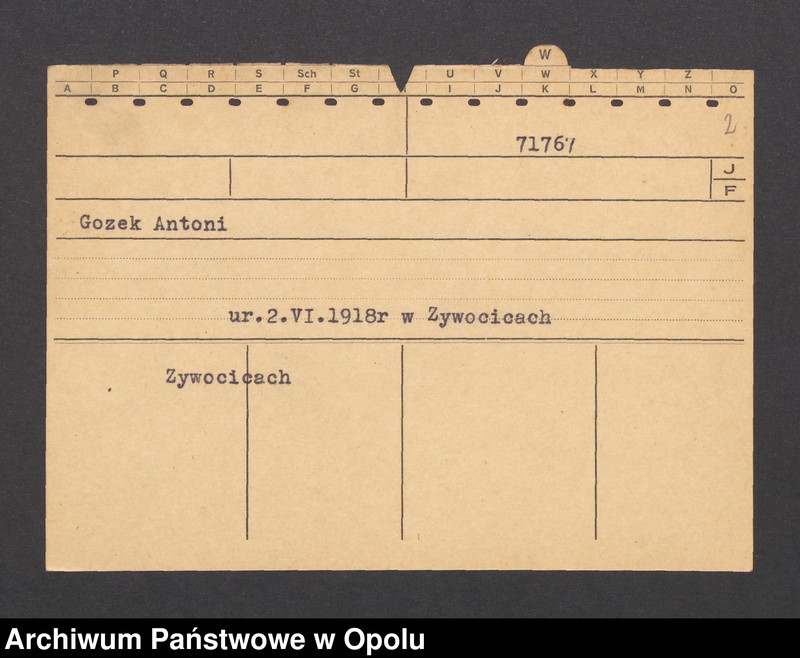 W
P Q R S Sch St U V W X Y Z
A B C D E F G I J K L M N O
2
71767
J
F
Gozek Antoni
ur.2.VI.1918r w Zywocicach
Zywocicach
Archiwum Państwowe w Opolu